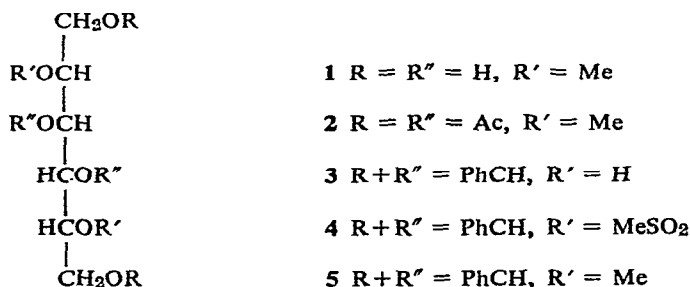 CH₂OR
R′OCH 1 R = R″ = H, R′ = Me
R″OCH 2 R = R″ = Ac, R′ = Me
HCOR″ 3 R+R″ = PhCH, R′ = H
HCOR′ 4 R+R″ = PhCH, R′ = MeSO₂
CH₂OR 5 R+R″ = PhCH, R′ = Me